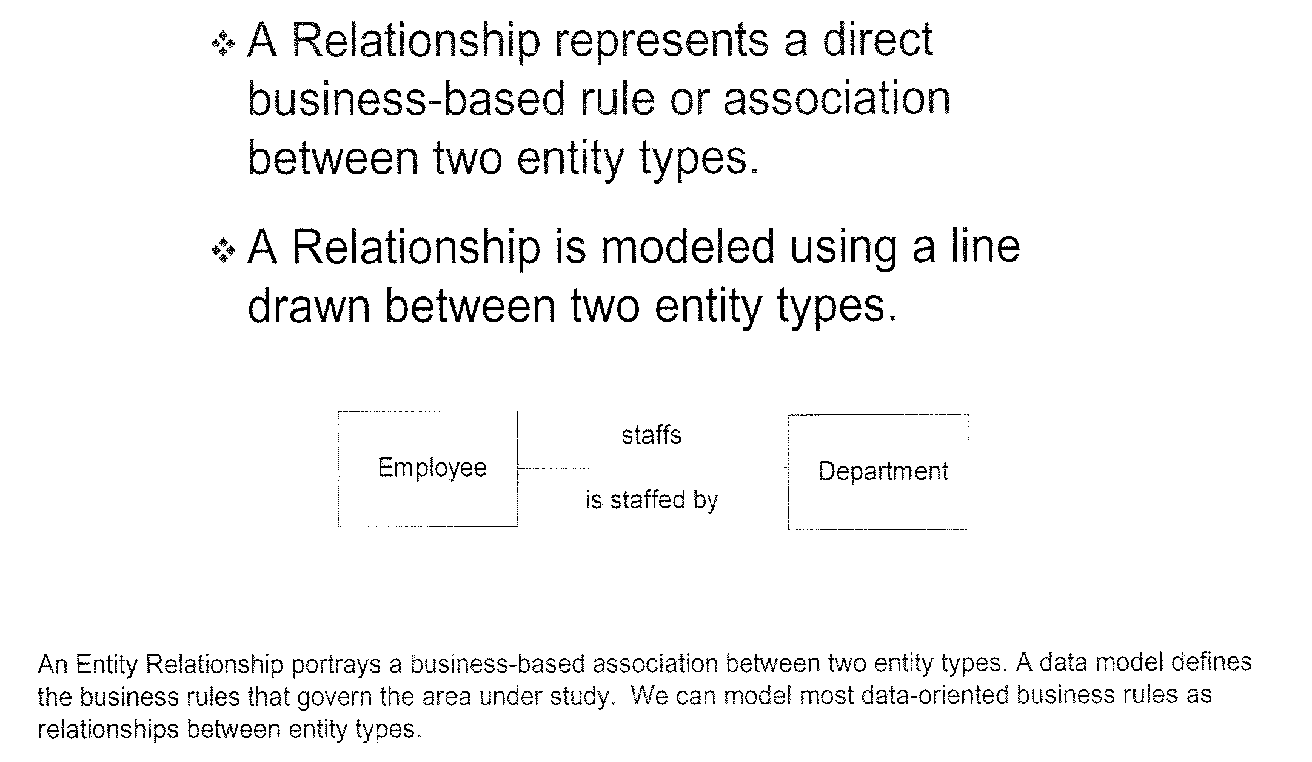 ❖ A Relationship represents a direct
business-based rule or association
between two entity types.
❖ A Relationship is modeled using a line
drawn between two entity types.
staffs
Employee
Department
is staffed by
An Entity Relationship portrays a business-based association between two entity types. A data model defines
the business rules that govern the area under study. We can model most data-oriented business rules as
relationships between entity types.